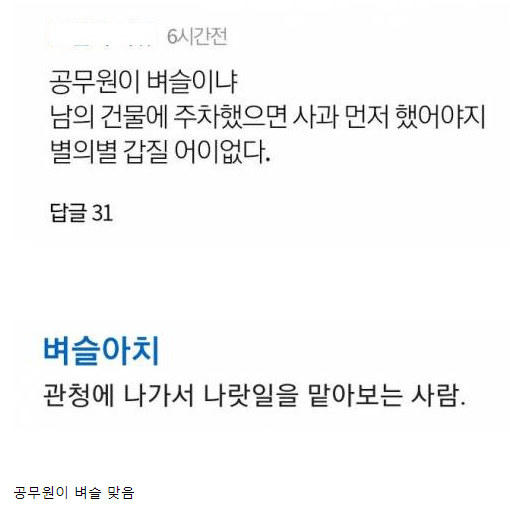 6시간전
공무원이 벼슬이냐
남의 건물에 주차했으면 사과 먼저 했어야지
별의별 갑질 어이없다.
답글 31
벼슬아치
관청에 나가서 나랏일을 맡아보는 사람.
공무원이 벼슬 맞음